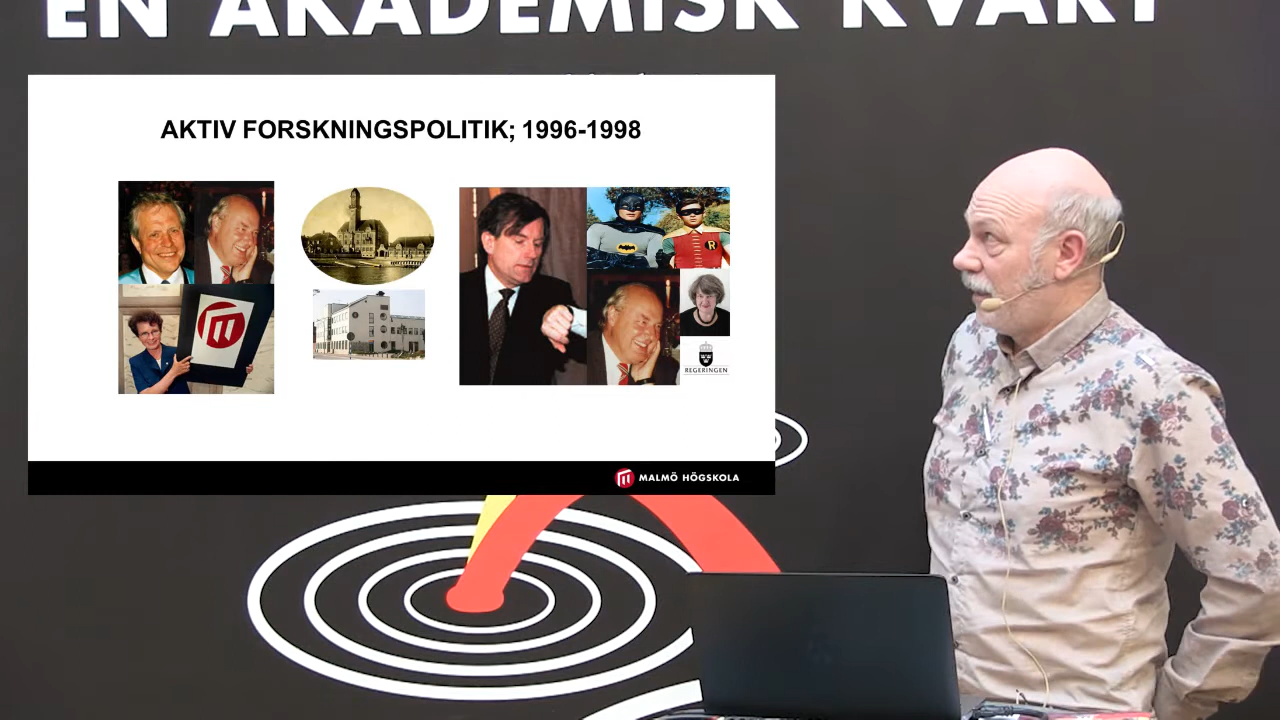 EN AKADEMISK KVART
AKTIV FORSKNINGSPOLITIK; 1996-1998
R
REGERINGEN
MALMÖ HÖGSKOLA